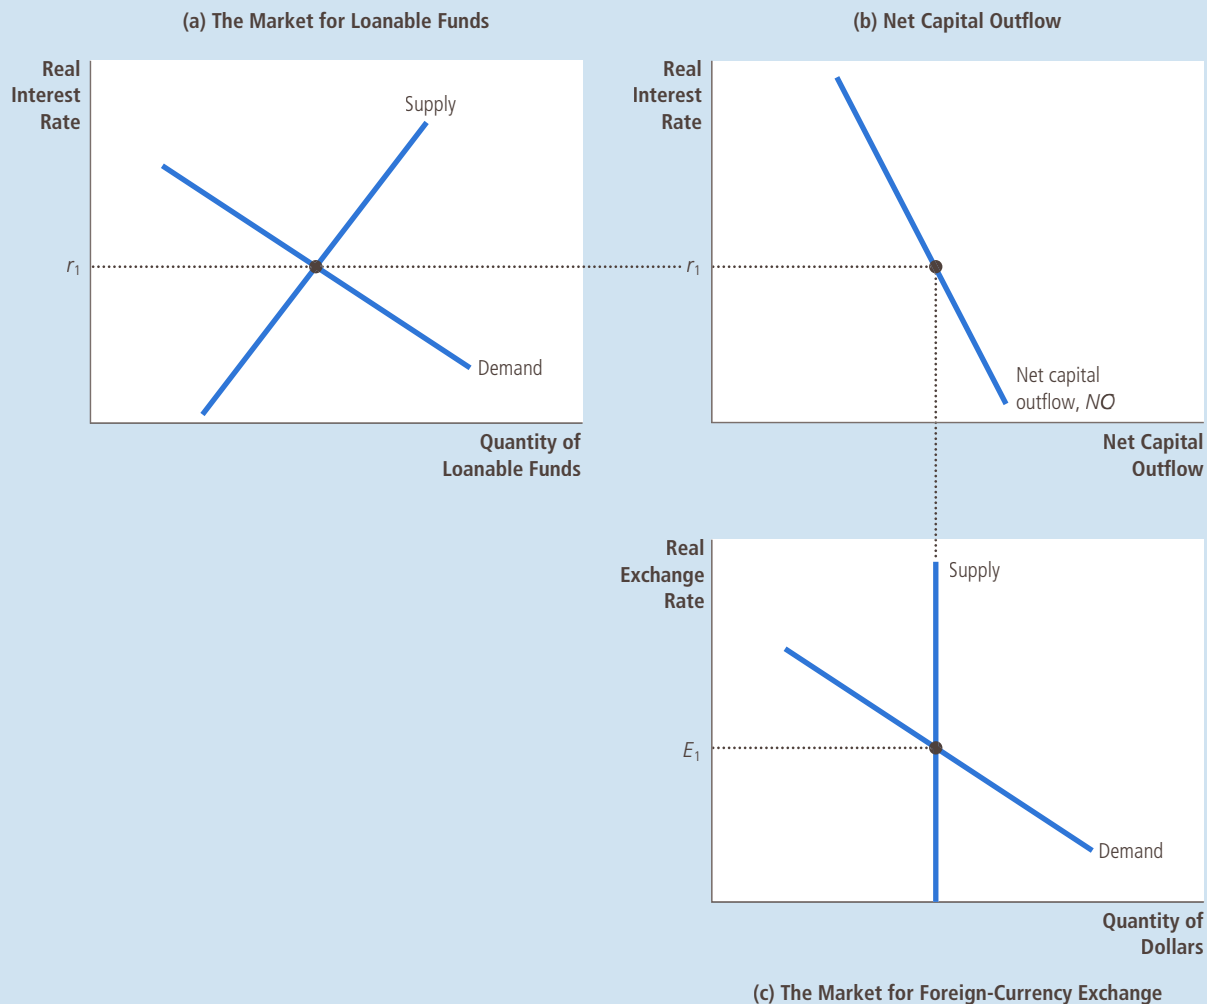 (a) The Market for Loanable Funds
Real
Interest
Rate
Supply
r1
Demand
Quantity of
Loanable Funds
(b) Net Capital Outflow
Real
Interest
Rate
r1
Net capital
outflow, NO
Net Capital
Outflow
Real
Exchange
Rate
Supply
E1
Demand
Quantity of
Dollars
(c) The Market for Foreign-Currency Exchange